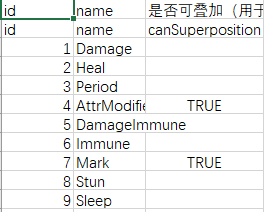 id name 是否可叠加（用于
id name canSuperposition
1 Damage
2 Heal
3 Period
4 AttrModifie TRUE
5 DamageImmune
6 Immune
7 Mark TRUE
8 Stun
9 Sleep